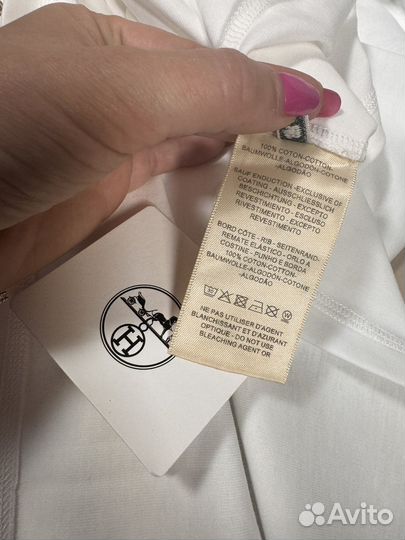 100% COTON-COTTON-
BAUMWOLLE-ALGODÓN-COTONE
-ALGODÃO
SAUF ENDUCTION-EXCLUSIVE OF
COATING - AUSSCHLIESSLICH
BESCHICHTUNG - EXCEPTO
REVESTIMIENTO - ESCLUSO
RIVESTIMENTO - EXCEPTO
REVESTIMENTO
BORD CÔTE - RIB - SEITENRAND-
REMATE ELÁSTICO - ORLO A
COSTINE - PUNHO E BORDA
100% COTON-COTTON-
BAUMWOLLE-ALGODÓN-COTONE
-ALGODÃO
30
W
NE PAS UTILISER D'AGENT
BLANCHISSANT ET D'AZURANT
OPTIQUE - DO NOT USE
BLEACHING AGENT OR
H
Avito